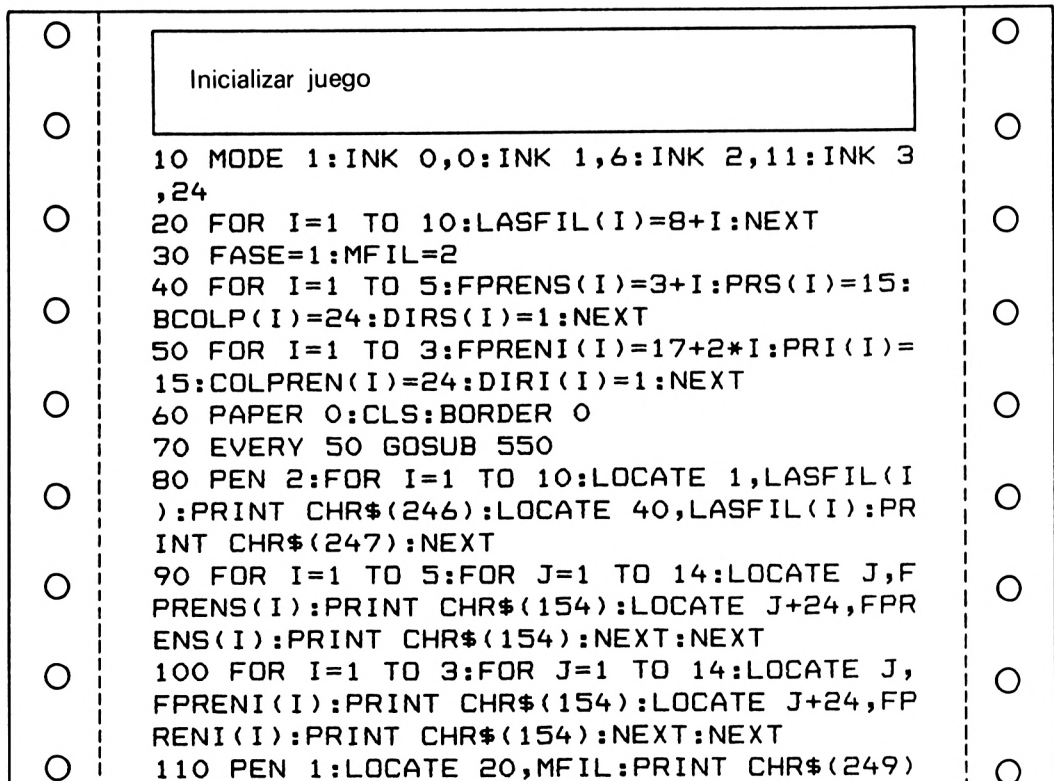 Inicializar juego
10 MODE 1:INK 0,0:INK 1,6:INK 2,11:INK 3
,24
20 FOR I=1 TO 10:LASFIL(I)=8+I:NEXT
30 FASE=1:MFIL=2
40 FOR I=1 TO 5:FPRENS(I)=3+I:PRS(I)=15:
BCOLP(I)=24:DIRS(I)=1:NEXT
50 FOR I=1 TO 3:FPRENI(I)=17+2*I:PRI(I)=
15:COLPREN(I)=24:DIRI(I)=1:NEXT
60 PAPER 0:CLS:BORDER 0
70 EVERY 50 GOSUB 550
80 PEN 2:FOR I=1 TO 10:LOCATE 1,LASFIL(I
):PRINT CHR$(246):LOCATE 40,LASFIL(I):PR
INT CHR$(247):NEXT
90 FOR I=1 TO 5:FOR J=1 TO 14:LOCATE J,F
PRENS(I):PRINT CHR$(154):LOCATE J+24,FPR
ENS(I):PRINT CHR$(154):NEXT:NEXT
100 FOR I=1 TO 3:FOR J=1 TO 14:LOCATE J,
FPRENI(I):PRINT CHR$(154):LOCATE J+24,FP
RENI(I):PRINT CHR$(154):NEXT:NEXT
110 PEN 1:LOCATE 20,MFIL:PRINT CHR$(249)